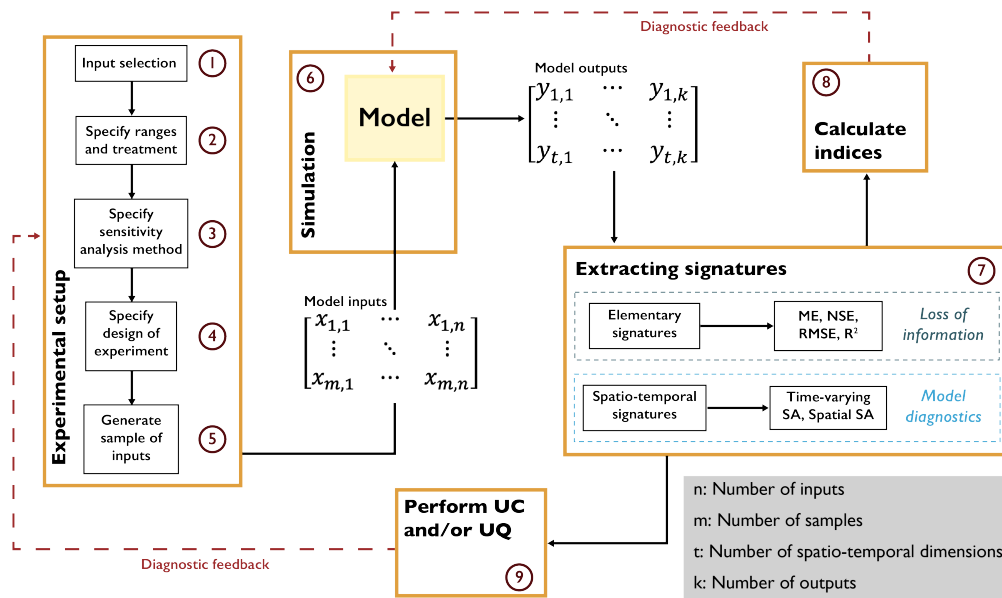 Diagnostic feedback
Input selection
1
Specify ranges
and treatment
2
Specify
sensitivity
analysis method
3
Specify
design of
experiment
4
Generate
sample of
inputs
5
Experimental setup
6
Model
Simulation
Model inputs
x1,1 ⋯ x1,n
⋮ ⋱ ⋮
xm,1 ⋯ xm,n
Model outputs
y1,1 ⋯ y1,k
⋮ ⋱ ⋮
yt,1 ⋯ yt,k
8
Calculate
indices
Extracting signatures
7
Elementary
signatures
ME, NSE,
RMSE, R²
Loss of
information
Spatio-temporal
signatures
Time-varying
SA, Spatial SA
Model
diagnostics
Perform UC
and/or UQ
9
Diagnostic feedback
n: Number of inputs
m: Number of samples
t: Number of spatio-temporal dimensions
k: Number of outputs